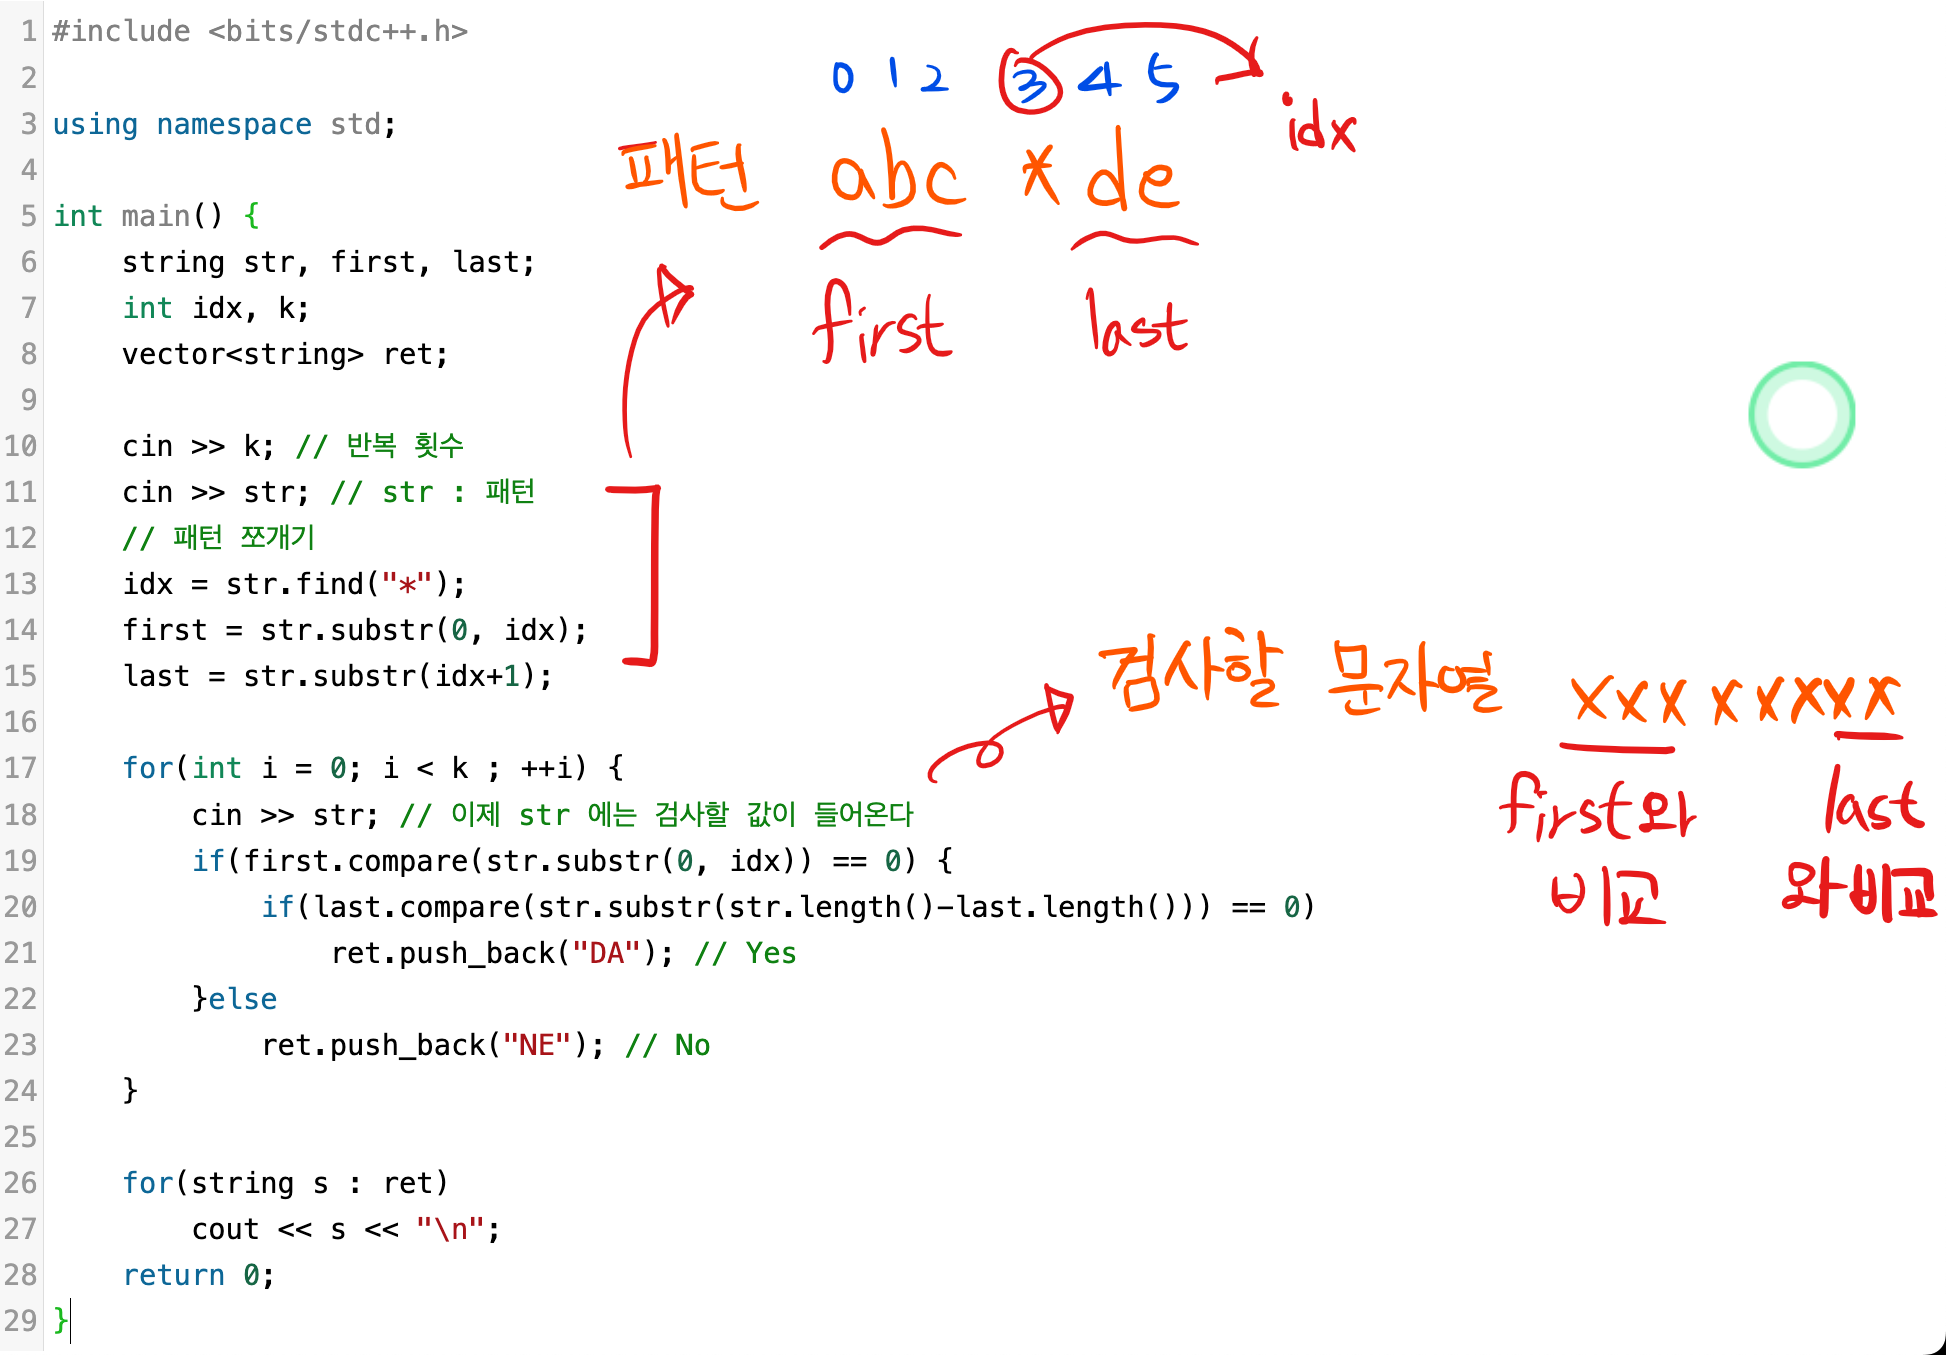 1 #include <bits/stdc++.h>
2
3 using namespace std;
4
5 int main() {
6 string str, first, last;
7 int idx, k;
8 vector<string> ret;
9
10 cin >> k; // 반복 횟수
11 cin >> str; // str : 패턴
12 // 패턴 쪼개기
13 idx = str.find("*");
14 first = str.substr(0, idx);
15 last = str.substr(idx+1);
16
17 for(int i = 0; i < k ; ++i) {
18 cin >> str; // 이제 str 에는 검사할 값이 들어온다
19 if(first.compare(str.substr(0, idx)) == 0) {
20 if(last.compare(str.substr(str.length()-last.length())) == 0)
21 ret.push_back("DA"); // Yes
22 }else
23 ret.push_back("NE"); // No
24 }
25
26 for(string s : ret)
27 cout << s << "\n";
28 return 0;
29 }
0 1 2 3 4 5
idx
패턴 abc * de
first last
검사할 문자열 xxx xxxxx
first와 last
비교 와 비교